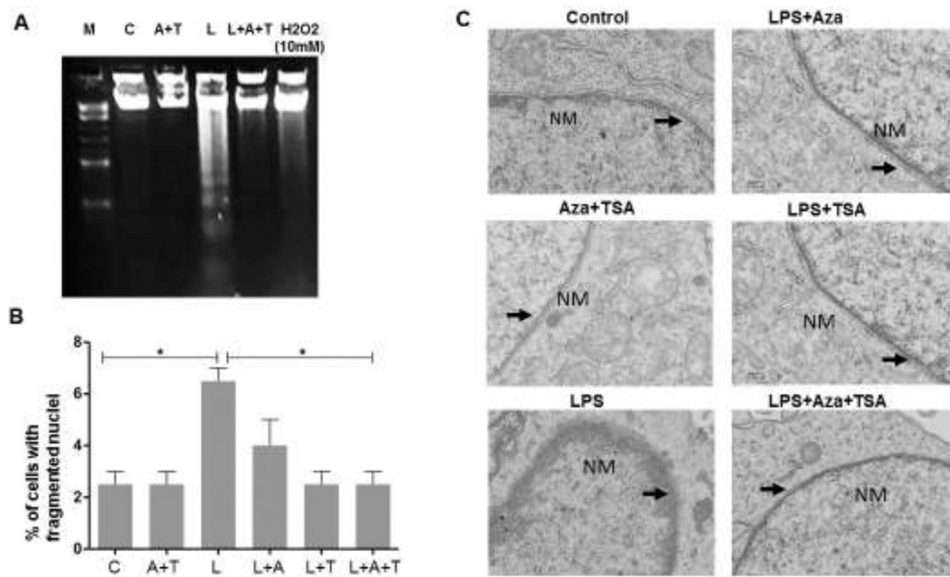 A
M C A+T L L+A+T H2O2
(10mM)
B
% of cells with
fragmented nuclei
8
6
4
2
0
C A+T L L+A L+T L+A+T
* *
C
Control
NM
LPS+Aza
NM
Aza+TSA
NM
LPS+TSA
NM
LPS
NM
LPS+Aza+TSA
NM